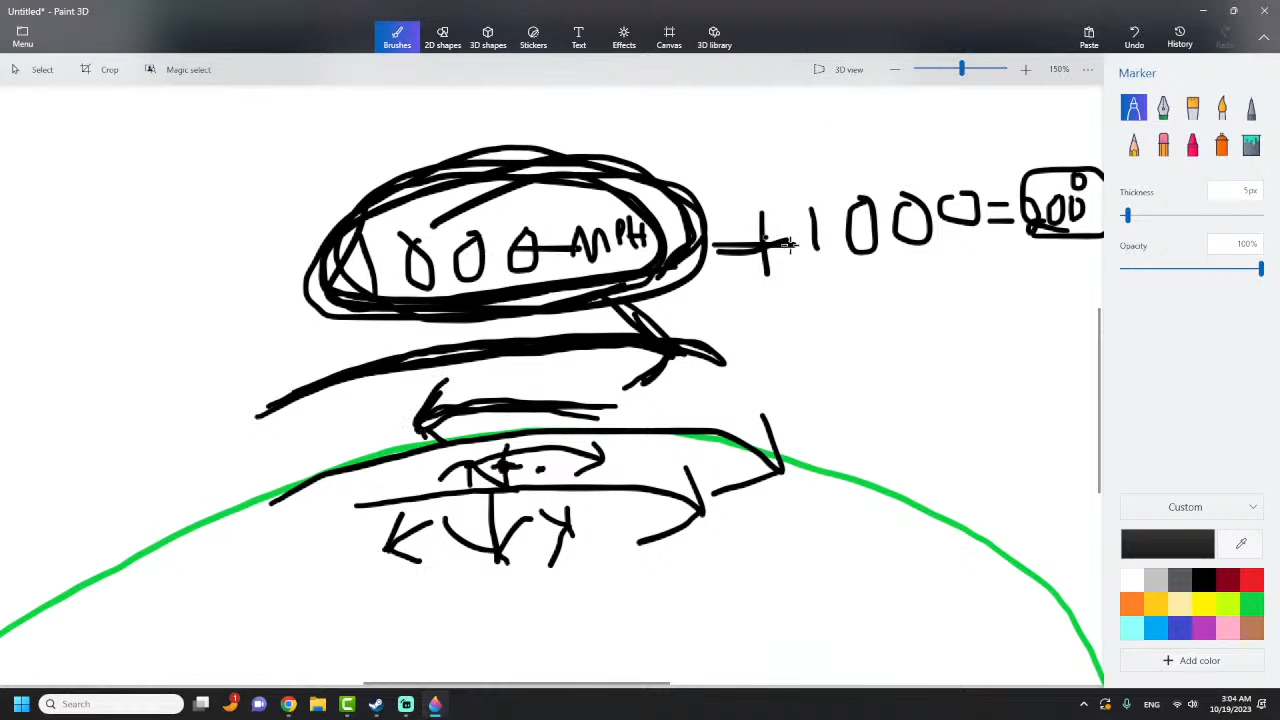 Untitled* - Paint 3D
Menu
Brushes
2D shapes
3D shapes
Stickers
Text
Effects
Canvas
3D library
Paste
Undo
History
Redo
Select
Crop
Magic select
3D view
150%
Marker
Thickness
5px
Opacity
100%
Custom
Add color
1000 MPH + 1000 =
Search
1
ENG
3:04 AM
10/19/2023